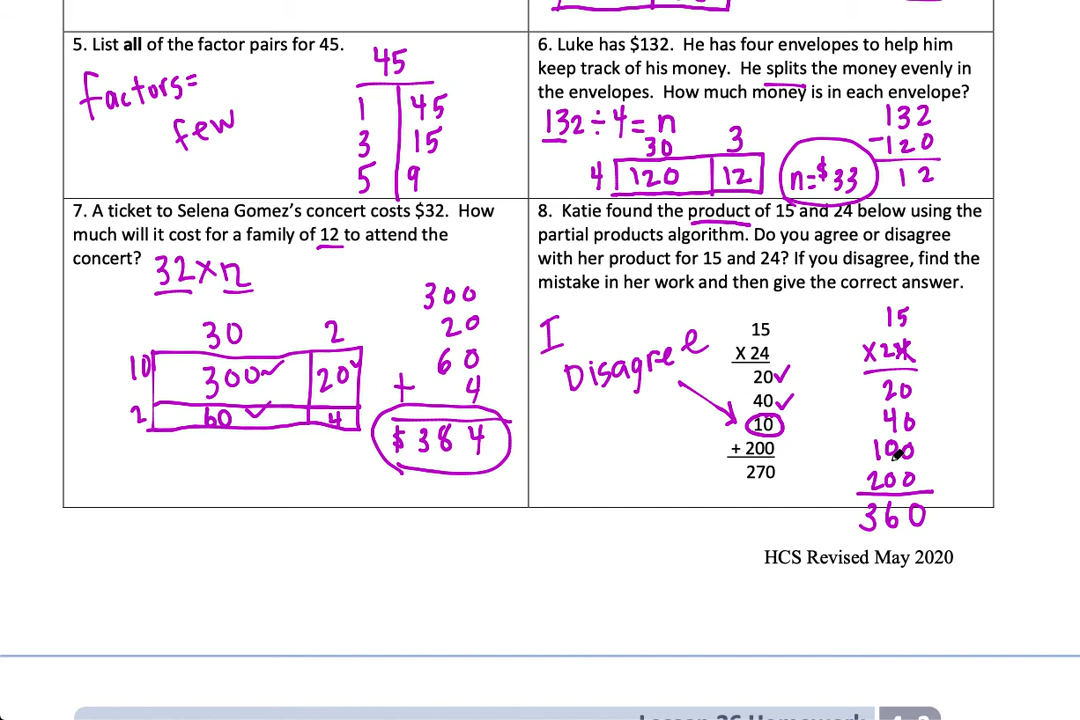 5. List all of the factor pairs for 45.
factors=
few
45
1 45
3 15
5 9
6. Luke has $132. He has four envelopes to help him
keep track of his money. He splits the money evenly in
the envelopes. How much money is in each envelope?
132÷4=n
30 3
4 120 12
n=$33
132
-120
12
7. A ticket to Selena Gomez’s concert costs $32. How
much will it cost for a family of 12 to attend the
concert?
32×12
30 2
10 300 20
2 60 4
300
20
60
+ 4
$384
8. Katie found the product of 15 and 24 below using the
partial products algorithm. Do you agree or disagree
with her product for 15 and 24? If you disagree, find the
mistake in her work and then give the correct answer.
I
Disagree
15
X 24
20
40
10
+ 200
270
15
X 24
20
40
100
200
360
HCS Revised May 2020